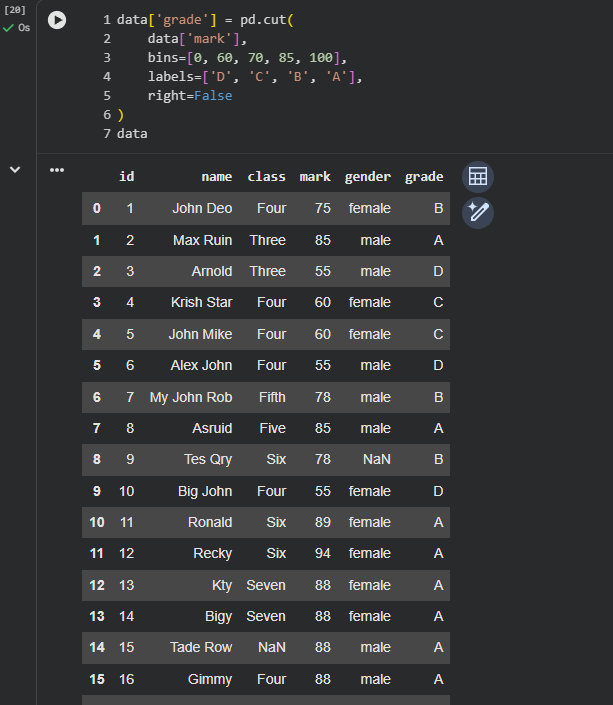 [20]
0s
1 data['grade'] = pd.cut(
2     data['mark'],
3     bins=[0, 60, 70, 85, 100],
4     labels=['D', 'C', 'B', 'A'],
5     right=False
6 )
7 data
id name class mark gender grade
0 1 John Deo Four 75 female B
1 2 Max Ruin Three 85 male A
2 3 Arnold Three 55 male D
3 4 Krish Star Four 60 female C
4 5 John Mike Four 60 female C
5 6 Alex John Four 55 male D
6 7 My John Rob Fifth 78 male B
7 8 Asruid Five 85 male A
8 9 Tes Qry Six 78 NaN B
9 10 Big John Four 55 female D
10 11 Ronald Six 89 female A
11 12 Recky Six 94 female A
12 13 Kty Seven 88 female A
13 14 Bigy Seven 88 female A
14 15 Tade Row NaN 88 male A
15 16 Gimmy Four 88 male A